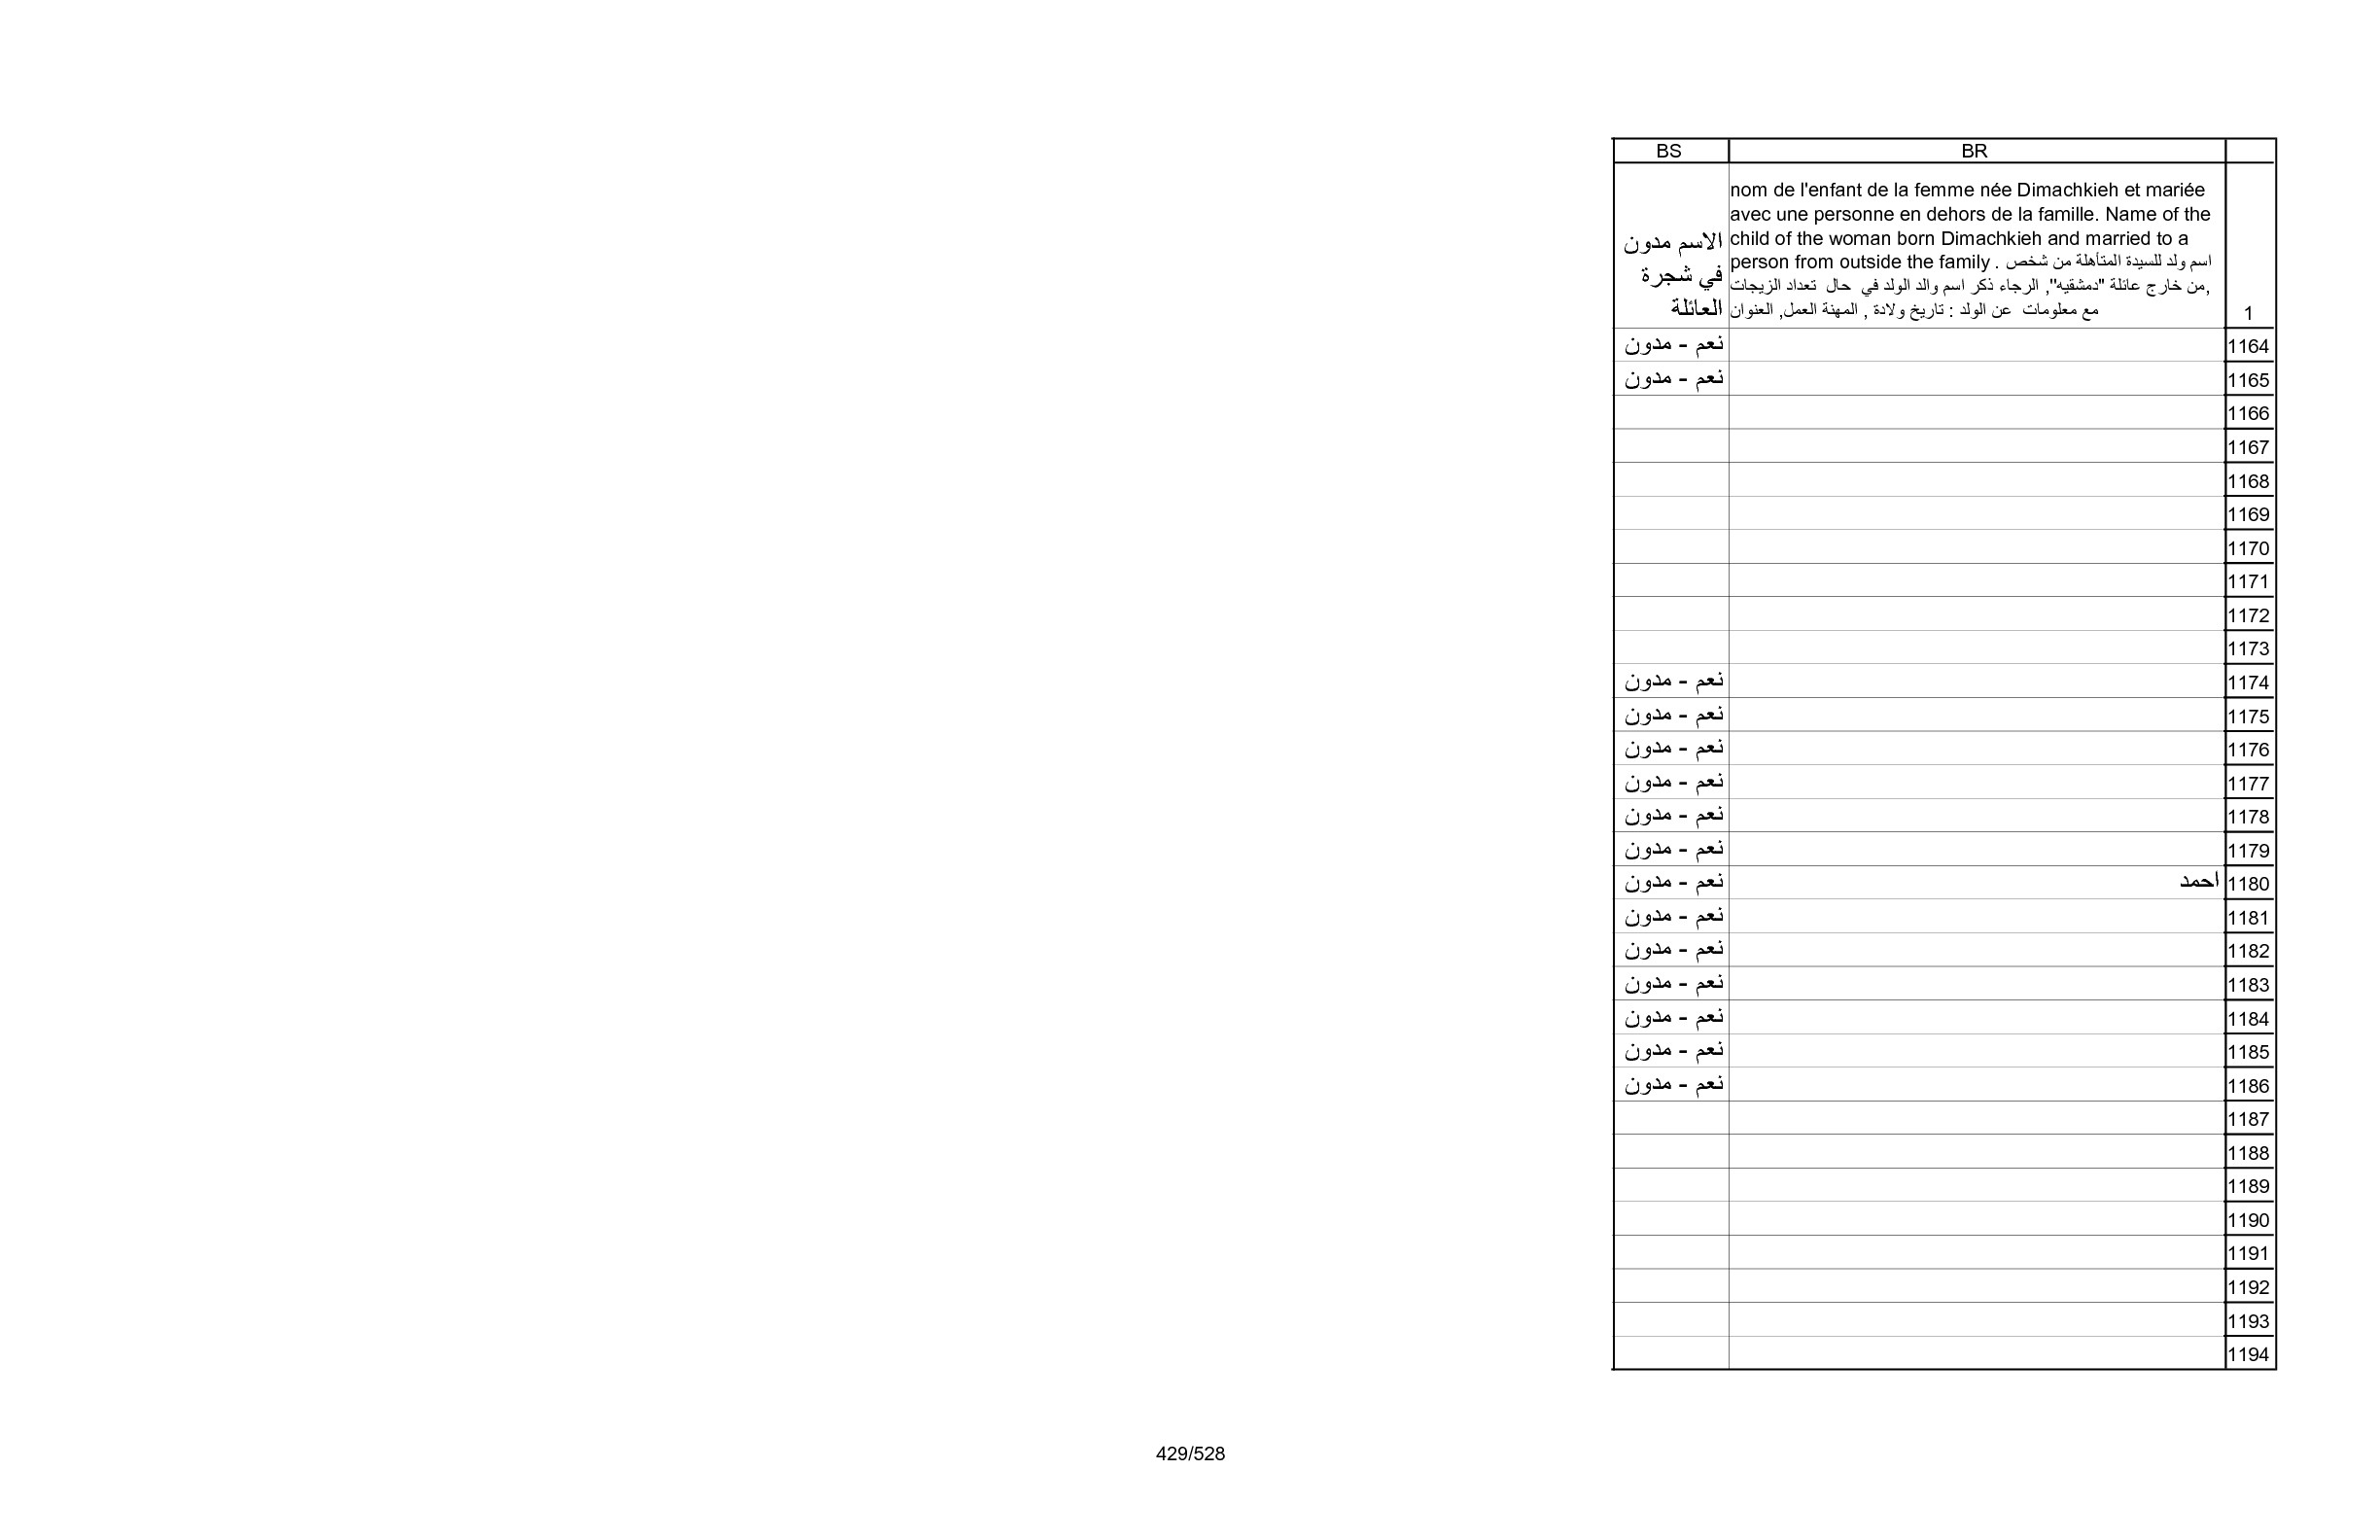 BS BR
nom de l'enfant de la femme née Dimachkieh et mariée
avec une personne en dehors de la famille. Name of the
child of the woman born Dimachkieh and married to a
person from outside the family . اسم ولد للسيدة المتأهلة من شخص
من خارج عائلة "دمشقيه", الرجاء ذكر اسم والد الولد في حال تعداد الزيجات,
مع معلومات عن الولد : تاريخ ولادة , المهنة العمل, العنوان
الاسم مدون
في شجرة
العائلة
1
1164 نعم - مدون
1165 نعم - مدون
1166
1167
1168
1169
1170
1171
1172
1173
1174 نعم - مدون
1175 نعم - مدون
1176 نعم - مدون
1177 نعم - مدون
1178 نعم - مدون
1179 نعم - مدون
1180 أحمد نعم - مدون
1181 نعم - مدون
1182 نعم - مدون
1183 نعم - مدون
1184 نعم - مدون
1185 نعم - مدون
1186 نعم - مدون
1187
1188
1189
1190
1191
1192
1193
1194
429/528